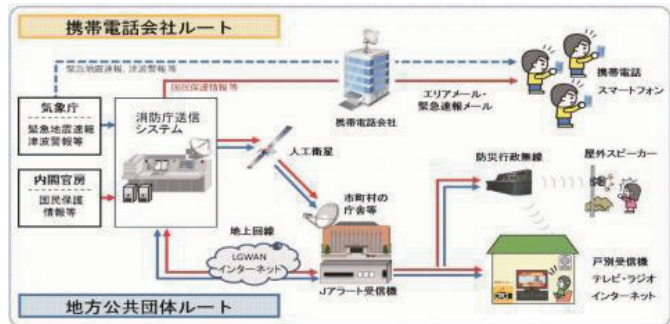 携帯電話会社ルート
緊急地震速報、津波警報等
国民保護情報等
エリアメール・
緊急速報メール
携帯電話会社
携帯電話
スマートフォン
気象庁
緊急地震速報
津波警報等
消防庁送信
システム
内閣官房
国民保護
情報等
人工衛星
市町村の
庁舎等
地上回線
LGWAN
インターネット
Jアラート受信機
防災行政無線
屋外スピーカー
戸別受信機
テレビ・ラジオ
インターネット
地方公共団体ルート